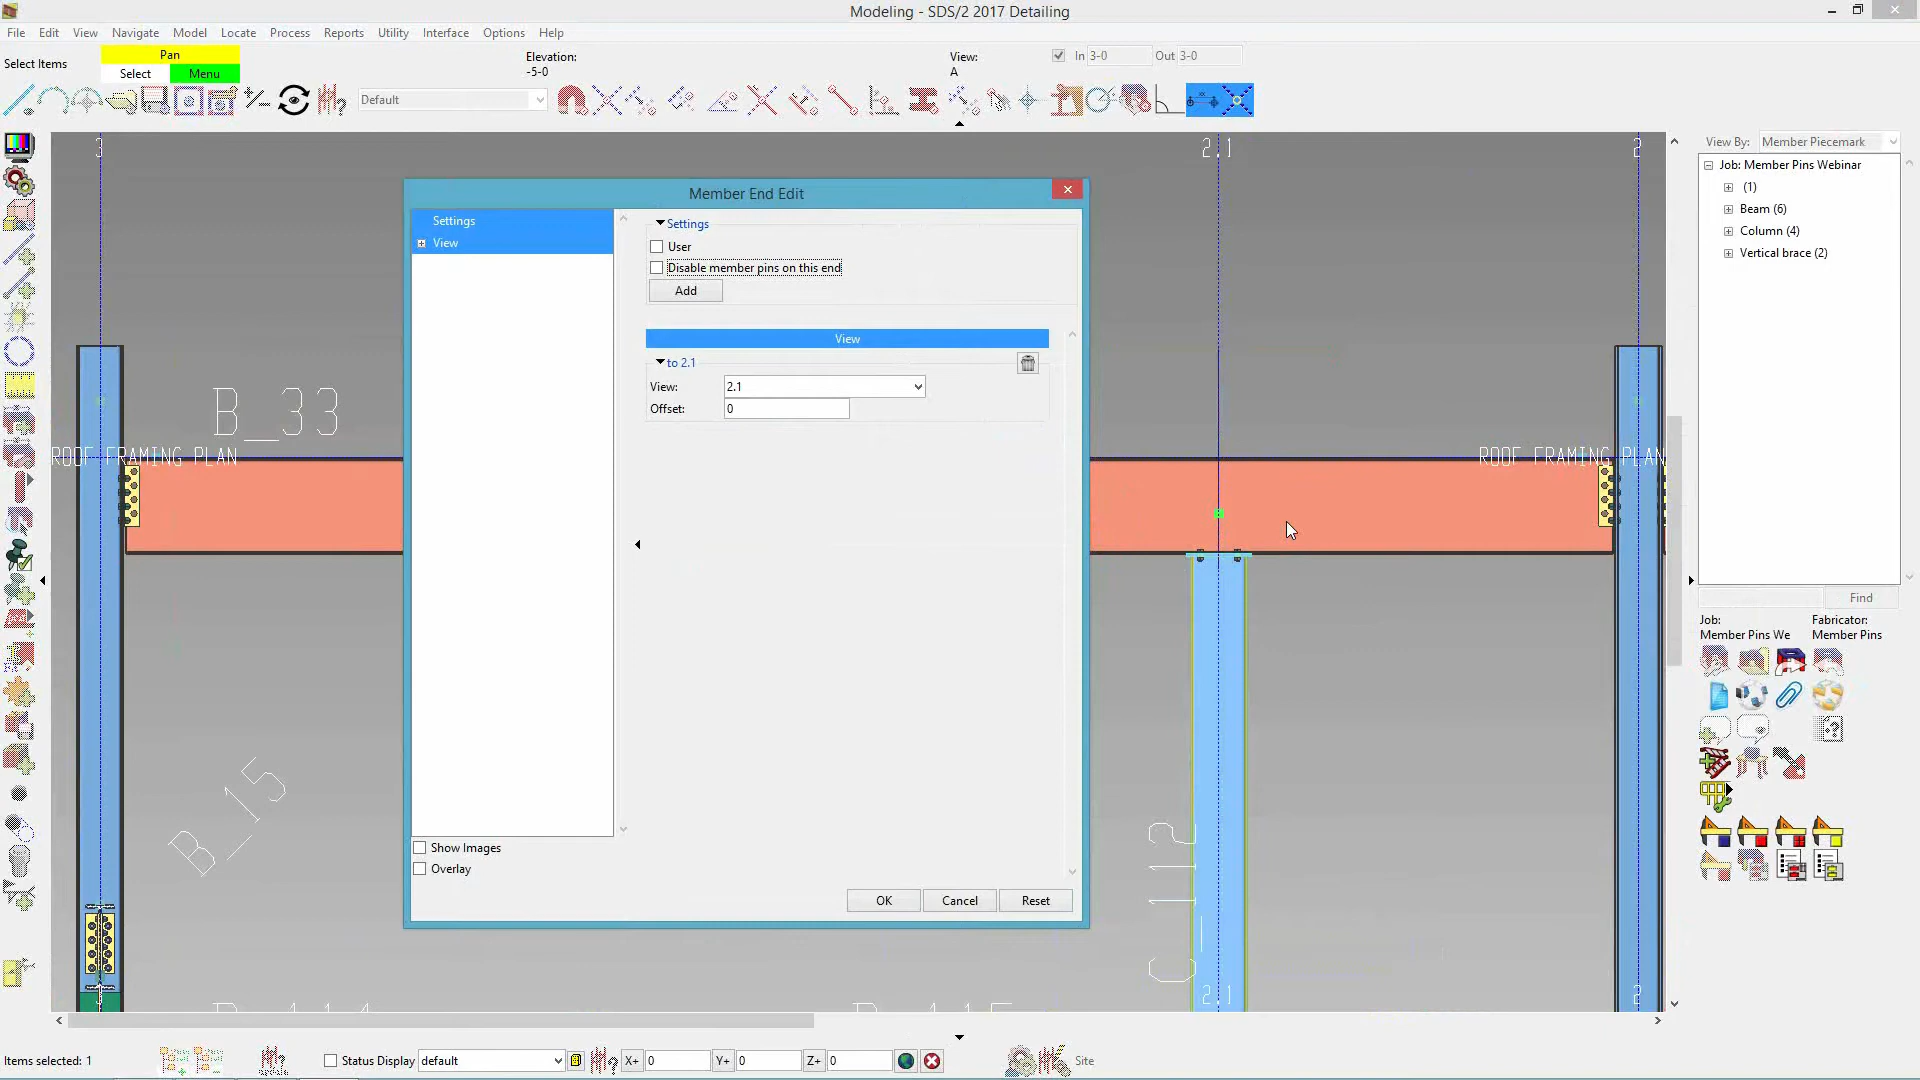 Modeling - SDS/2 2017 Detailing
File Edit View Navigate Model Locate Process Reports Utility Interface Options Help
Select Items
Pan
Select Menu
Elevation:
-5-0
View:
A
In 3-0 Out 3-0
Default
View By: Member Piecemark
Job: Member Pins Webinar
(1)
Beam (6)
Column (4)
Vertical brace (2)
Find
Job:
Member Pins We
Fabricator:
Member Pins
3
2.1
2
B_33
ROOF FRAMING PLAN
ROOF FRAMING PLAN
B_15
C_112
3
2.1
2
Member End Edit
Settings
View
Settings
User
Disable member pins on this end
Add
View
to 2.1
View: 2.1
Offset: 0
Show Images
Overlay
OK Cancel Reset
Items selected: 1
Status Display default
X+ 0 Y+ 0 Z+ 0
Site